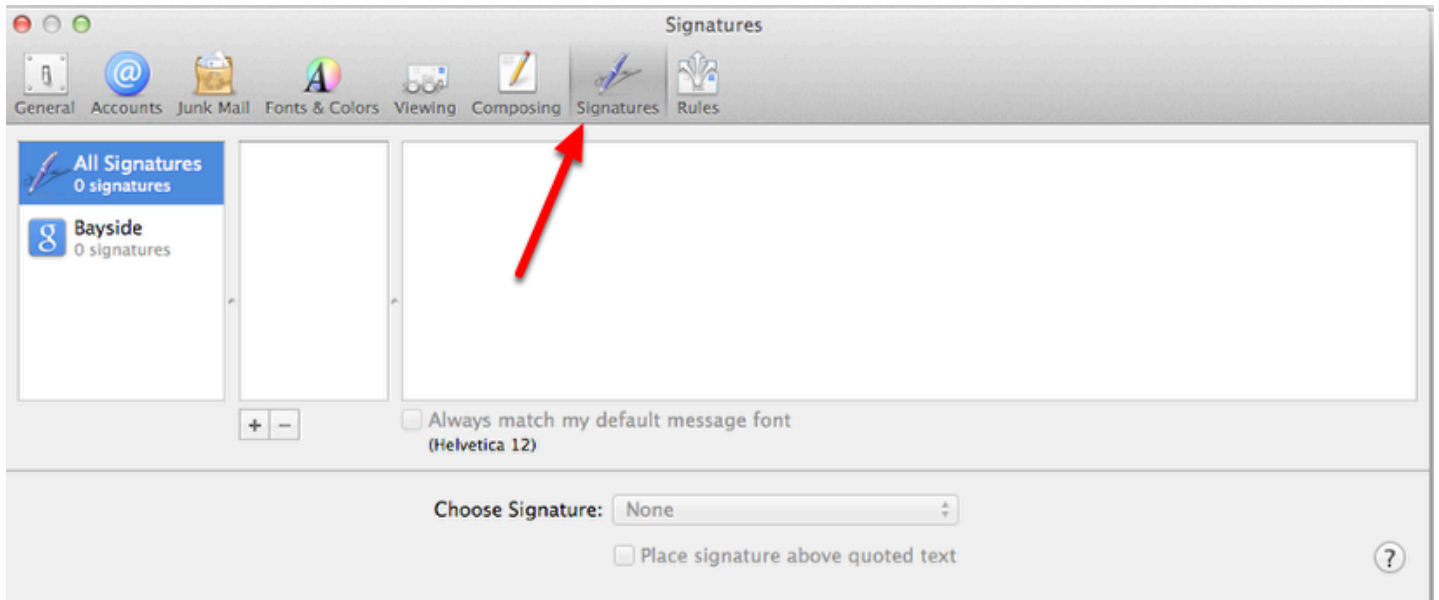 Signatures
General Accounts Junk Mail Fonts & Colors Viewing Composing Signatures Rules
All Signatures
0 signatures
g
Bayside
0 signatures
+ −
Always match my default message font
(Helvetica 12)
Choose Signature: None
Place signature above quoted text
?